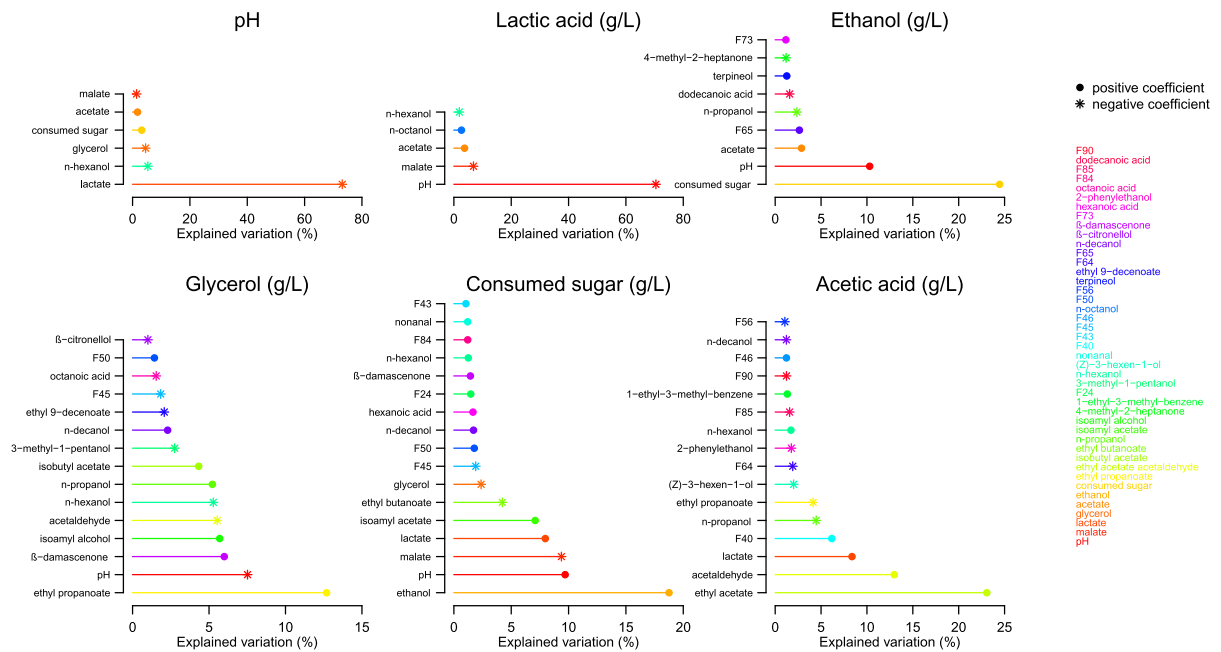 pH
malate
acetate
consumed sugar
glycerol
n-hexanol
lactate
0 20 40 60 80
Explained variation (%)
Lactic acid (g/L)
n-hexanol
n-octanol
acetate
malate
pH
0 20 40 60 80
Explained variation (%)
Ethanol (g/L)
F73
4−methyl−2−heptanone
terpineol
dodecanoic acid
n-propanol
F65
acetate
pH
consumed sugar
0 5 10 15 20 25
Explained variation (%)
Glycerol (g/L)
ß−citronellol
F50
octanoic acid
F45
ethyl 9−decenoate
n−decanol
3−methyl−1−pentanol
isobutyl acetate
n-propanol
n-hexanol
acetaldehyde
isoamyl alcohol
ß−damascenone
pH
ethyl propanoate
0 5 10 15
Explained variation (%)
Consumed sugar (g/L)
F43
nonanal
F84
n-hexanol
ß−damascenone
F24
hexanoic acid
n−decanol
F50
F45
glycerol
ethyl butanoate
isoamyl acetate
lactate
malate
pH
ethanol
0 5 10 15 20
Explained variation (%)
Acetic acid (g/L)
F56
n-decanol
F46
F90
1−ethyl−3−methyl−benzene
F85
n-hexanol
2−phenylethanol
F64
(Z)−3−hexen−1−ol
ethyl propanoate
n-propanol
F40
lactate
acetaldehyde
ethyl acetate
0 5 10 15 20 25
Explained variation (%)
positive coefficient
negative coefficient
F90
dodecanoic acid
F85
F84
octanoic acid
2−phenylethanol
hexanoic acid
F73
ß−damascenone
ß−citronellol
n-decanol
F65
F64
ethyl 9−decenoate
terpineol
F56
F50
n-octanol
F46
F45
F43
F40
nonanal
(Z)−3−hexen−1−ol
n-hexanol
3−methyl−1−pentanol
F24
1−ethyl−3−methyl−benzene
4−methyl−2−heptanone
isoamyl alcohol
isoamyl acetate
n-propanol
ethyl butanoate
isobutyl acetate
ethyl acetate acetaldehyde
ethyl propanoate
consumed sugar
ethanol
acetate
glycerol
lactate
malate
pH